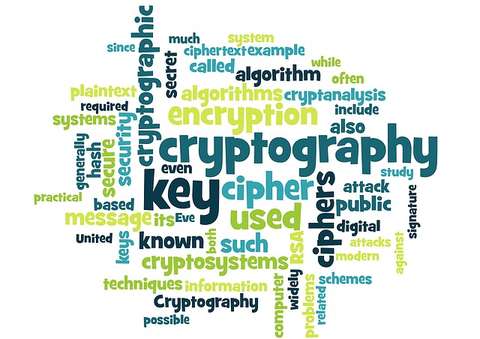 cryptographic
since
much
system
ciphertext example
secret
called
algorithm
while
often
plaintext
algorithms
cryptanalysis
required
systems
encryption
include
also
generally
hash
secure
security
cryptography
even
study
practical
key
cipher
ciphers
attack
public
signature
based
message
its
Eve
used
digital
United
keys
known
both
such
RSA
attacks
modern
against
cryptosystems
techniques
information
computer
widely
problems
related
schemes
Cryptography
possible